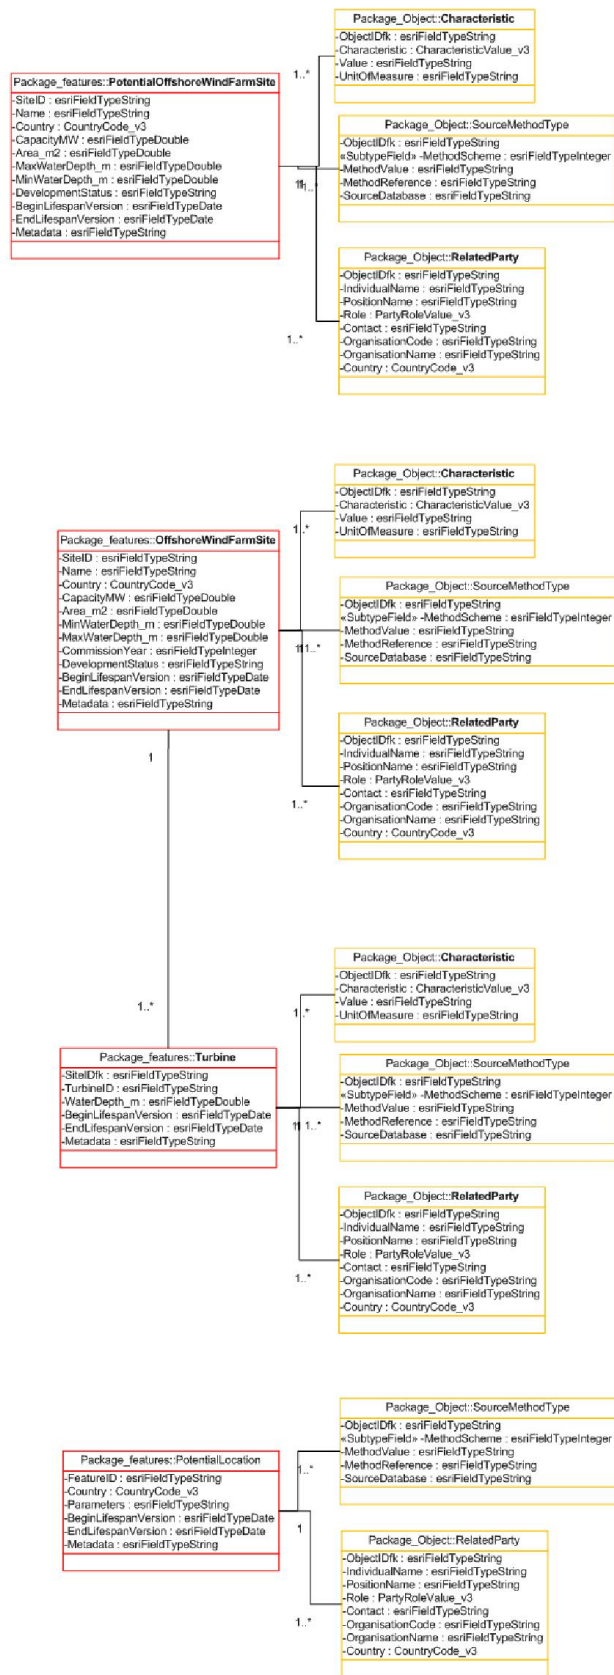 Package_Object::Characteristic
-ObjectIDfk : esriFieldTypeString
-Characteristic : CharacteristicValue_v3
-Value : esriFieldTypeString
-UnitOfMeasure : esriFieldTypeString
1..*
Package_features::PotentialOffshoreWindFarmSite
-SiteID : esriFieldTypeString
-Name : esriFieldTypeString
-Country : CountryCode_v3
-CapacityMW : esriFieldTypeDouble
-Area_m2 : esriFieldTypeDouble
-MaxWaterDepth_m : esriFieldTypeDouble
-MinWaterDepth_m : esriFieldTypeDouble
-DevelopmentStatus : esriFieldTypeString
-BeginLifespanVersion : esriFieldTypeDate
-EndLifespanVersion : esriFieldTypeDate
-Metadata : esriFieldTypeString
Package_Object::SourceMethodType
-ObjectIDfk : esriFieldTypeString
«SubtypeField» -MethodScheme : esriFieldTypeInteger
-MethodValue : esriFieldTypeString
-MethodReference : esriFieldTypeString
-SourceDatabase : esriFieldTypeString
Package_Object::RelatedParty
-ObjectIDfk : esriFieldTypeString
-IndividualName : esriFieldTypeString
-PositionName : esriFieldTypeString
-Role : PartyRoleValue_v3
-Contact : esriFieldTypeString
-OrganisationCode : esriFieldTypeString
-OrganisationName : esriFieldTypeString
-Country : CountryCode_v3
1..*
Package_Object::Characteristic
-ObjectIDfk : esriFieldTypeString
-Characteristic : CharacteristicValue_v3
-Value : esriFieldTypeString
-UnitOfMeasure : esriFieldTypeString
1..*
Package_features::OffshoreWindFarmSite
-SiteID : esriFieldTypeString
-Name : esriFieldTypeString
-Country : CountryCode_v3
-CapacityMW : esriFieldTypeDouble
-Area_m2 : esriFieldTypeDouble
-MinWaterDepth_m : esriFieldTypeDouble
-MaxWaterDepth_m : esriFieldTypeDouble
-CommissionYear : esriFieldTypeInteger
-DevelopmentStatus : esriFieldTypeString
-BeginLifespanVersion : esriFieldTypeDate
-EndLifespanVersion : esriFieldTypeDate
-Metadata : esriFieldTypeString
Package_Object::SourceMethodType
-ObjectIDfk : esriFieldTypeString
«SubtypeField» -MethodScheme : esriFieldTypeInteger
-MethodValue : esriFieldTypeString
-MethodReference : esriFieldTypeString
-SourceDatabase : esriFieldTypeString
1..*
Package_Object::RelatedParty
-ObjectIDfk : esriFieldTypeString
-IndividualName : esriFieldTypeString
-PositionName : esriFieldTypeString
-Role : PartyRoleValue_v3
-Contact : esriFieldTypeString
-OrganisationCode : esriFieldTypeString
-OrganisationName : esriFieldTypeString
-Country : CountryCode_v3
1..*
1
1..*
Package_Object::Characteristic
-ObjectIDfk : esriFieldTypeString
-Characteristic : CharacteristicValue_v3
-Value : esriFieldTypeString
-UnitOfMeasure : esriFieldTypeString
1..*
Package_features::Turbine
-SiteIDfk : esriFieldTypeString
-TurbineID : esriFieldTypeString
-WaterDepth_m : esriFieldTypeDouble
-BeginLifespanVersion : esriFieldTypeDate
-EndLifespanVersion : esriFieldTypeDate
-Metadata : esriFieldTypeString
Package_Object::SourceMethodType
-ObjectIDfk : esriFieldTypeString
«SubtypeField» -MethodScheme : esriFieldTypeInteger
-MethodValue : esriFieldTypeString
-MethodReference : esriFieldTypeString
-SourceDatabase : esriFieldTypeString
1..*
Package_Object::RelatedParty
-ObjectIDfk : esriFieldTypeString
-IndividualName : esriFieldTypeString
-PositionName : esriFieldTypeString
-Role : PartyRoleValue_v3
-Contact : esriFieldTypeString
-OrganisationCode : esriFieldTypeString
-OrganisationName : esriFieldTypeString
-Country : CountryCode_v3
1..*
Package_Object::SourceMethodType
-ObjectIDfk : esriFieldTypeString
«SubtypeField» -MethodScheme : esriFieldTypeInteger
-MethodValue : esriFieldTypeString
-MethodReference : esriFieldTypeString
-SourceDatabase : esriFieldTypeString
1..*
Package_features::PotentialLocation
-FeatureID : esriFieldTypeString
-Country : CountryCode_v3
-Parameters : esriFieldTypeString
-BeginLifespanVersion : esriFieldTypeDate
-EndLifespanVersion : esriFieldTypeDate
-Metadata : esriFieldTypeString
1
Package_Object::RelatedParty
-ObjectIDfk : esriFieldTypeString
-IndividualName : esriFieldTypeString
-PositionName : esriFieldTypeString
-Role : PartyRoleValue_v3
-Contact : esriFieldTypeString
-OrganisationCode : esriFieldTypeString
-OrganisationName : esriFieldTypeString
-Country : CountryCode_v3
1..*